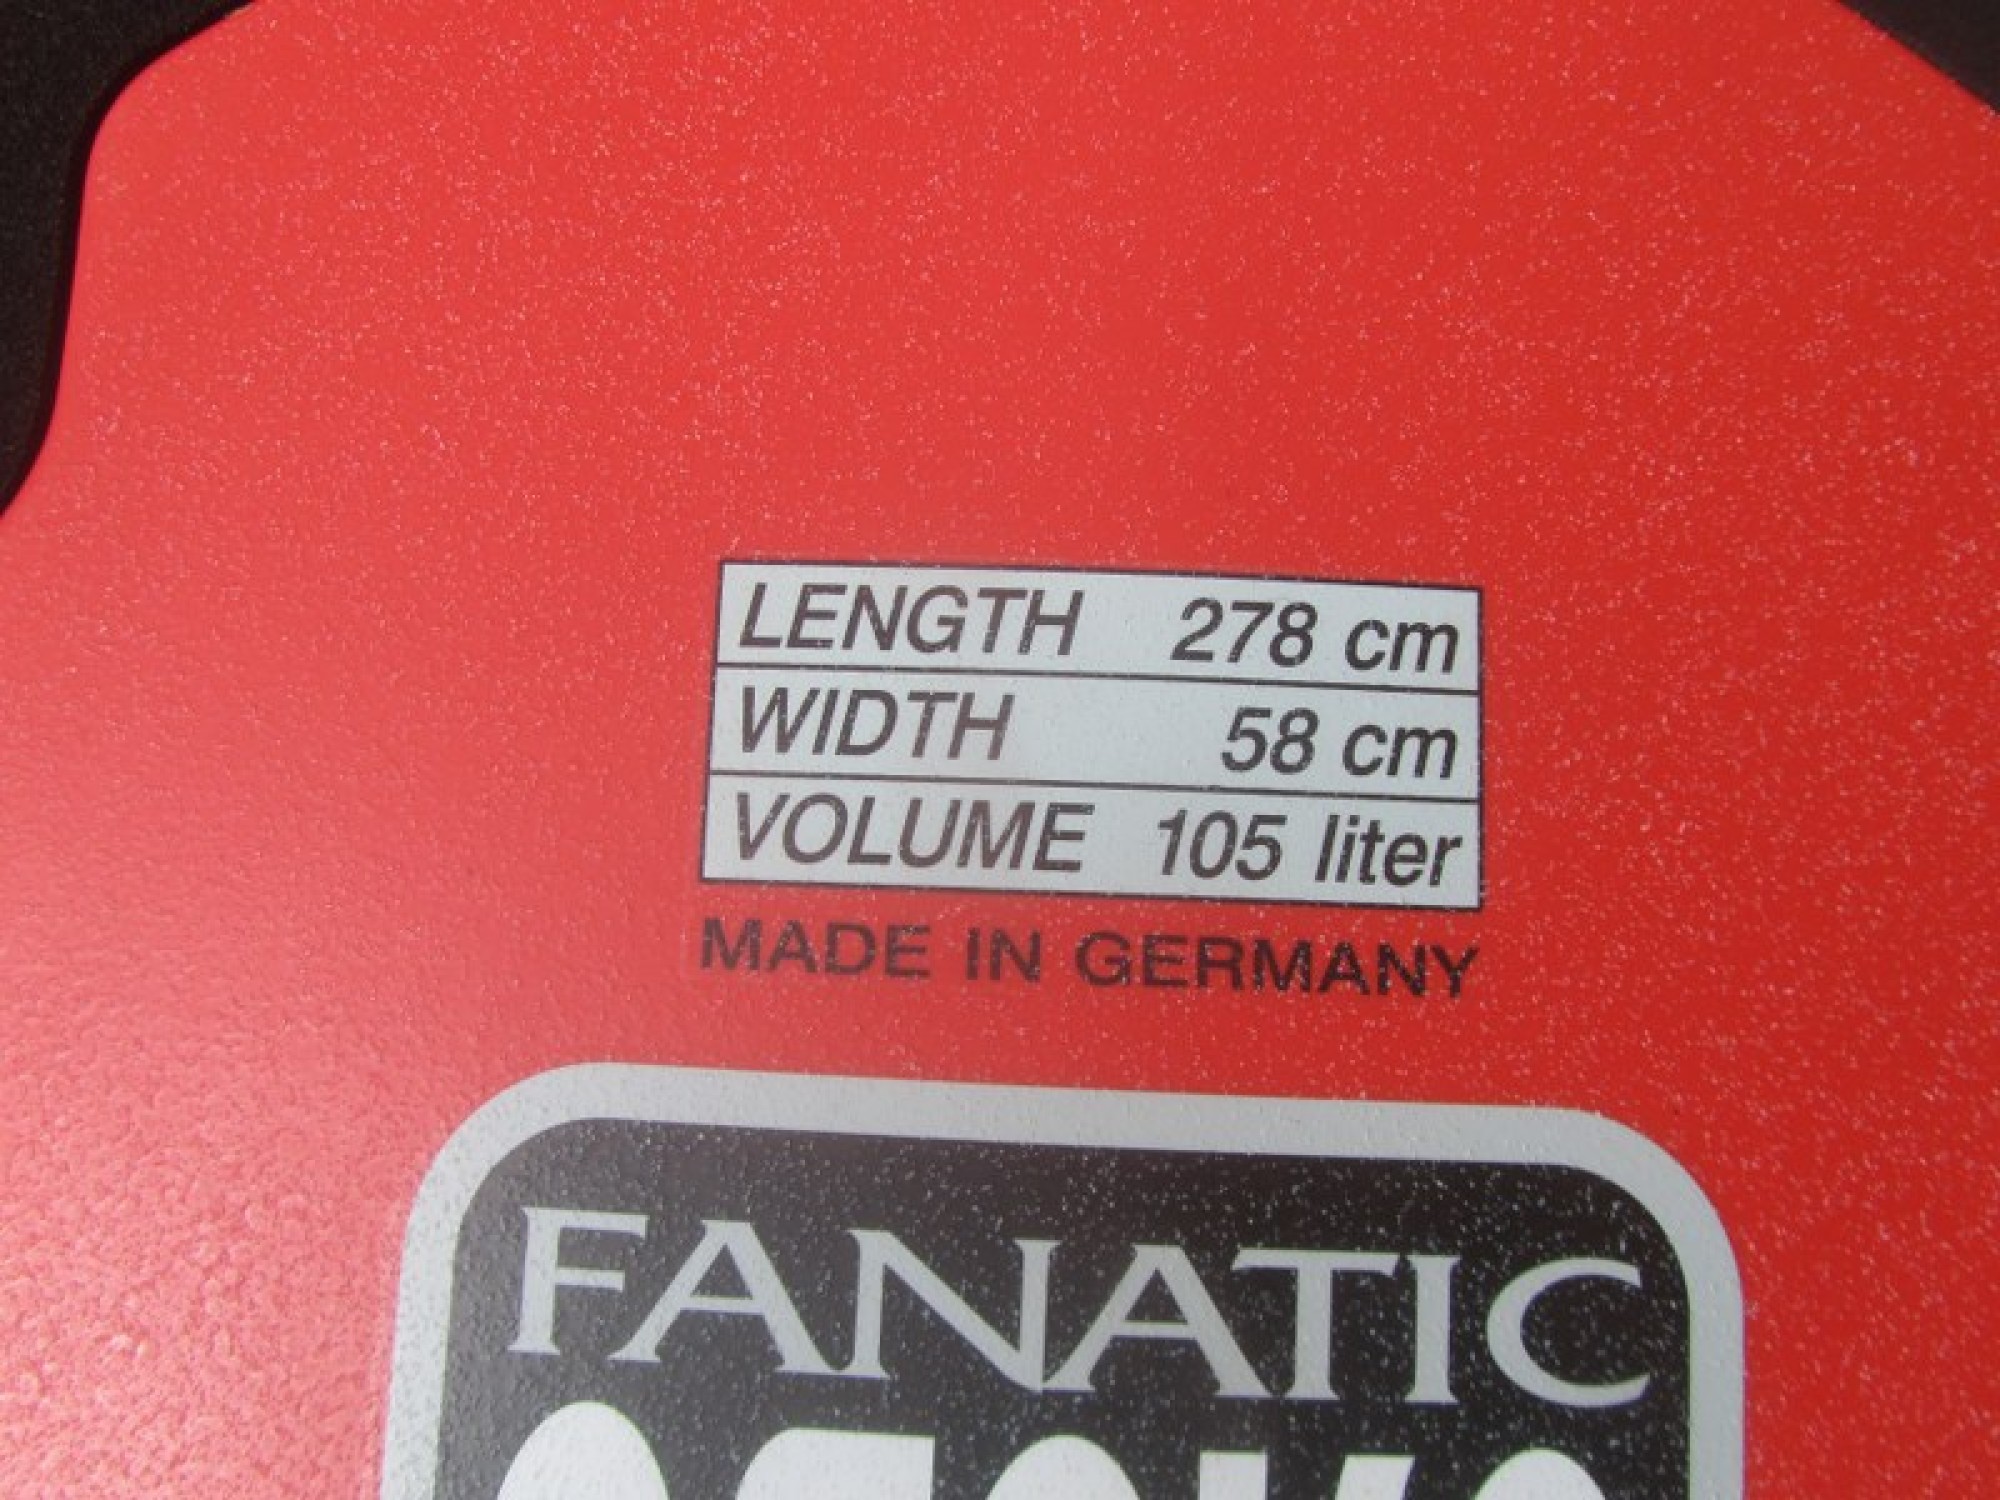 LENGTH 278 cm
WIDTH 58 cm
VOLUME 105 liter
MADE IN GERMANY
FANATIC